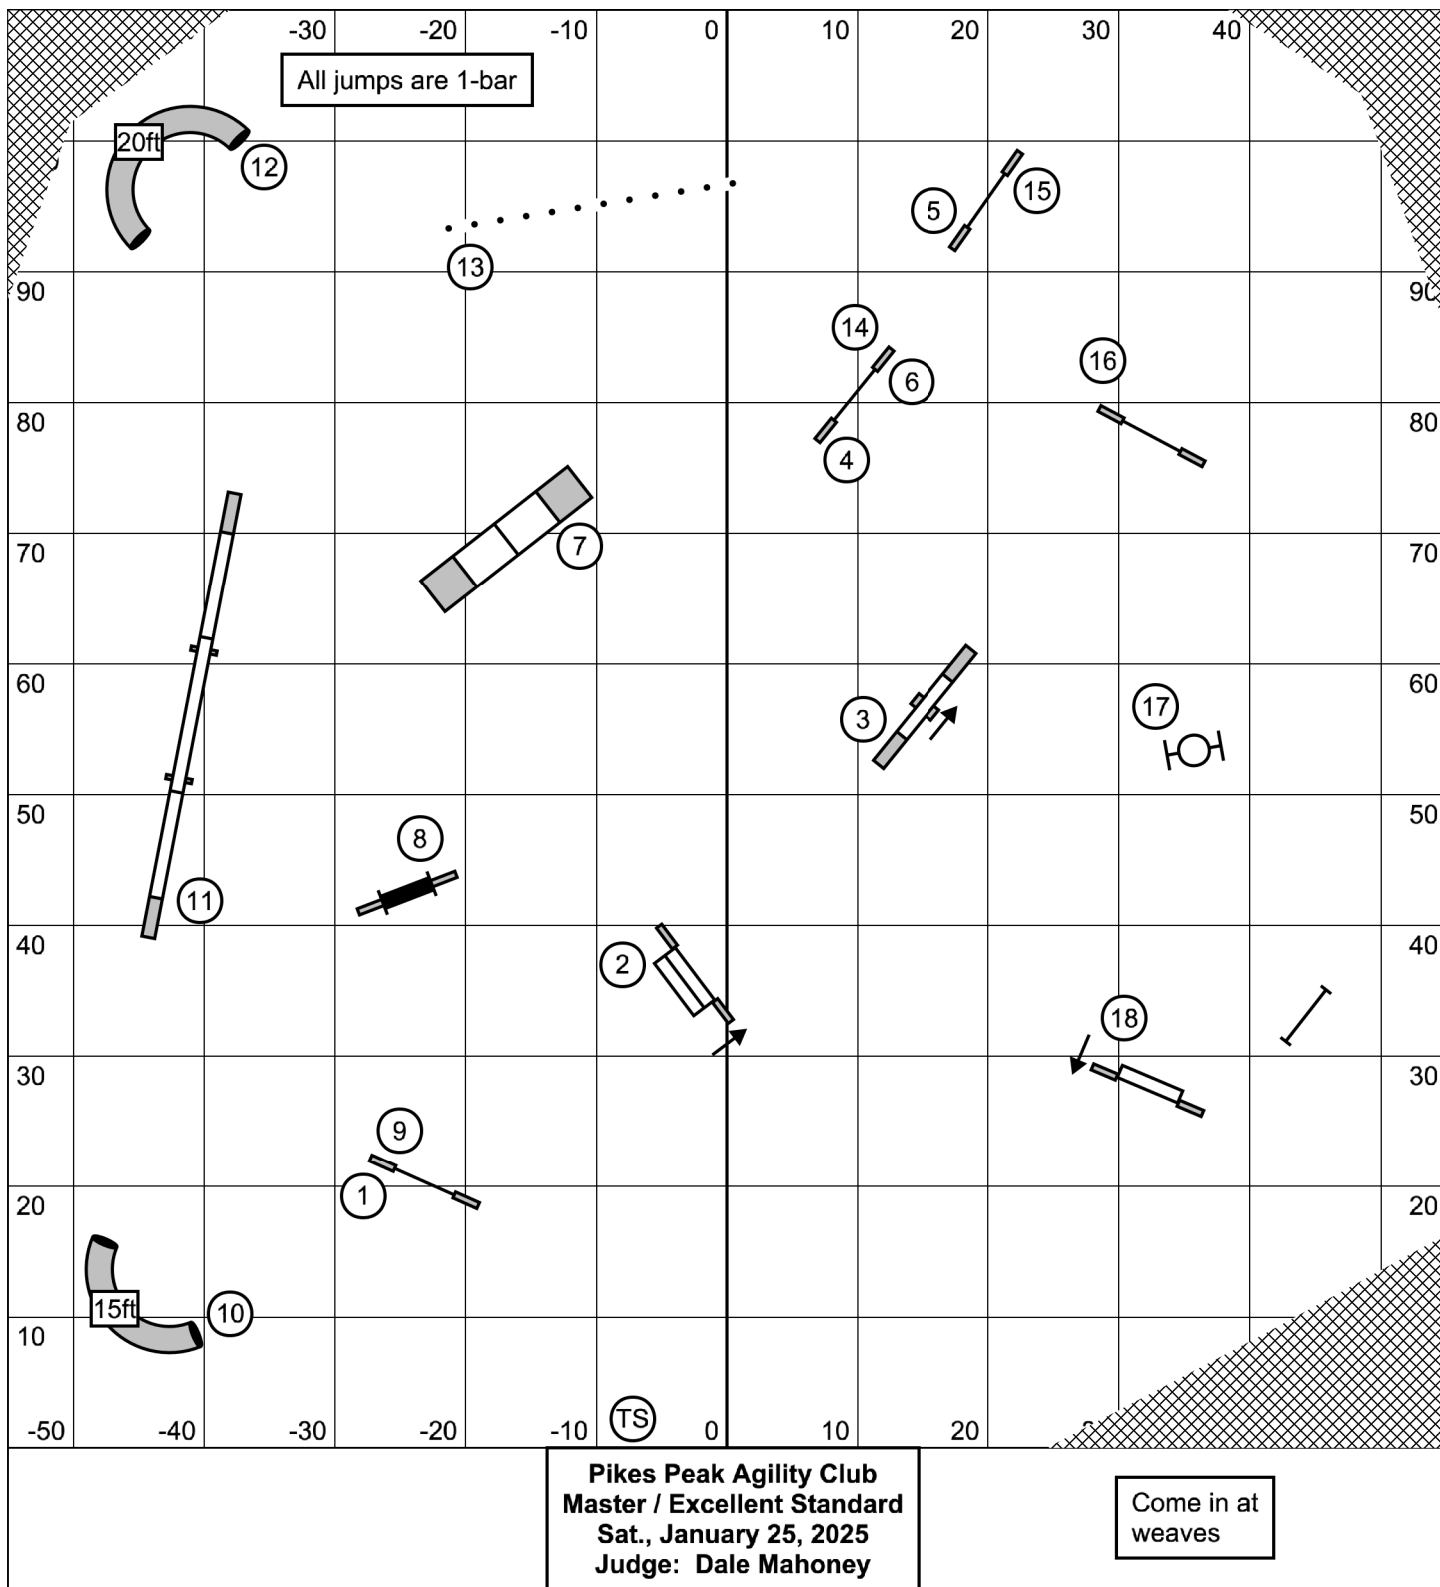 -30 -20 -10 0 10 20 30 40
All jumps are 1-bar
20ft
12
5
15
13
90 90
14
16
6
80 80
4
7
70 70
60 60
17
3
50 50
8
11
40 40
2
18
30 30
9
1
20 20
15ft
10
10
-50 -40 -30 -20 -10 TS 0 10 20
Pikes Peak Agility Club
Master / Excellent Standard
Sat., January 25, 2025
Judge: Dale Mahoney
Come in at
weaves